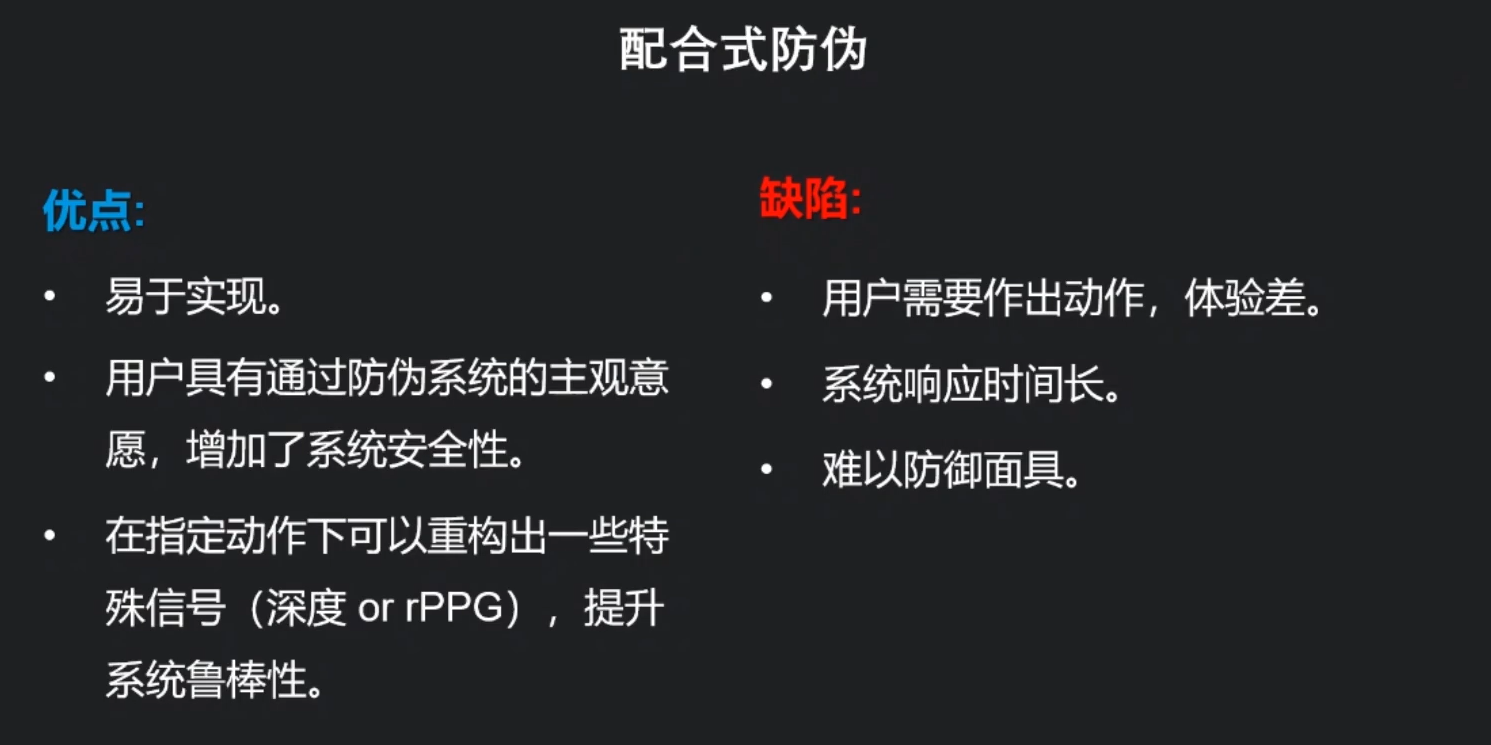 配合式防伪
优点:
• 易于实现。
• 用户具有通过防伪系统的主观意
愿，增加了系统安全性。
• 在指定动作下可以重构出一些特
殊信号（深度 or rPPG），提升
系统鲁棒性。
缺陷:
• 用户需要作出动作，体验差。
• 系统响应时间长。
• 难以防御面具。